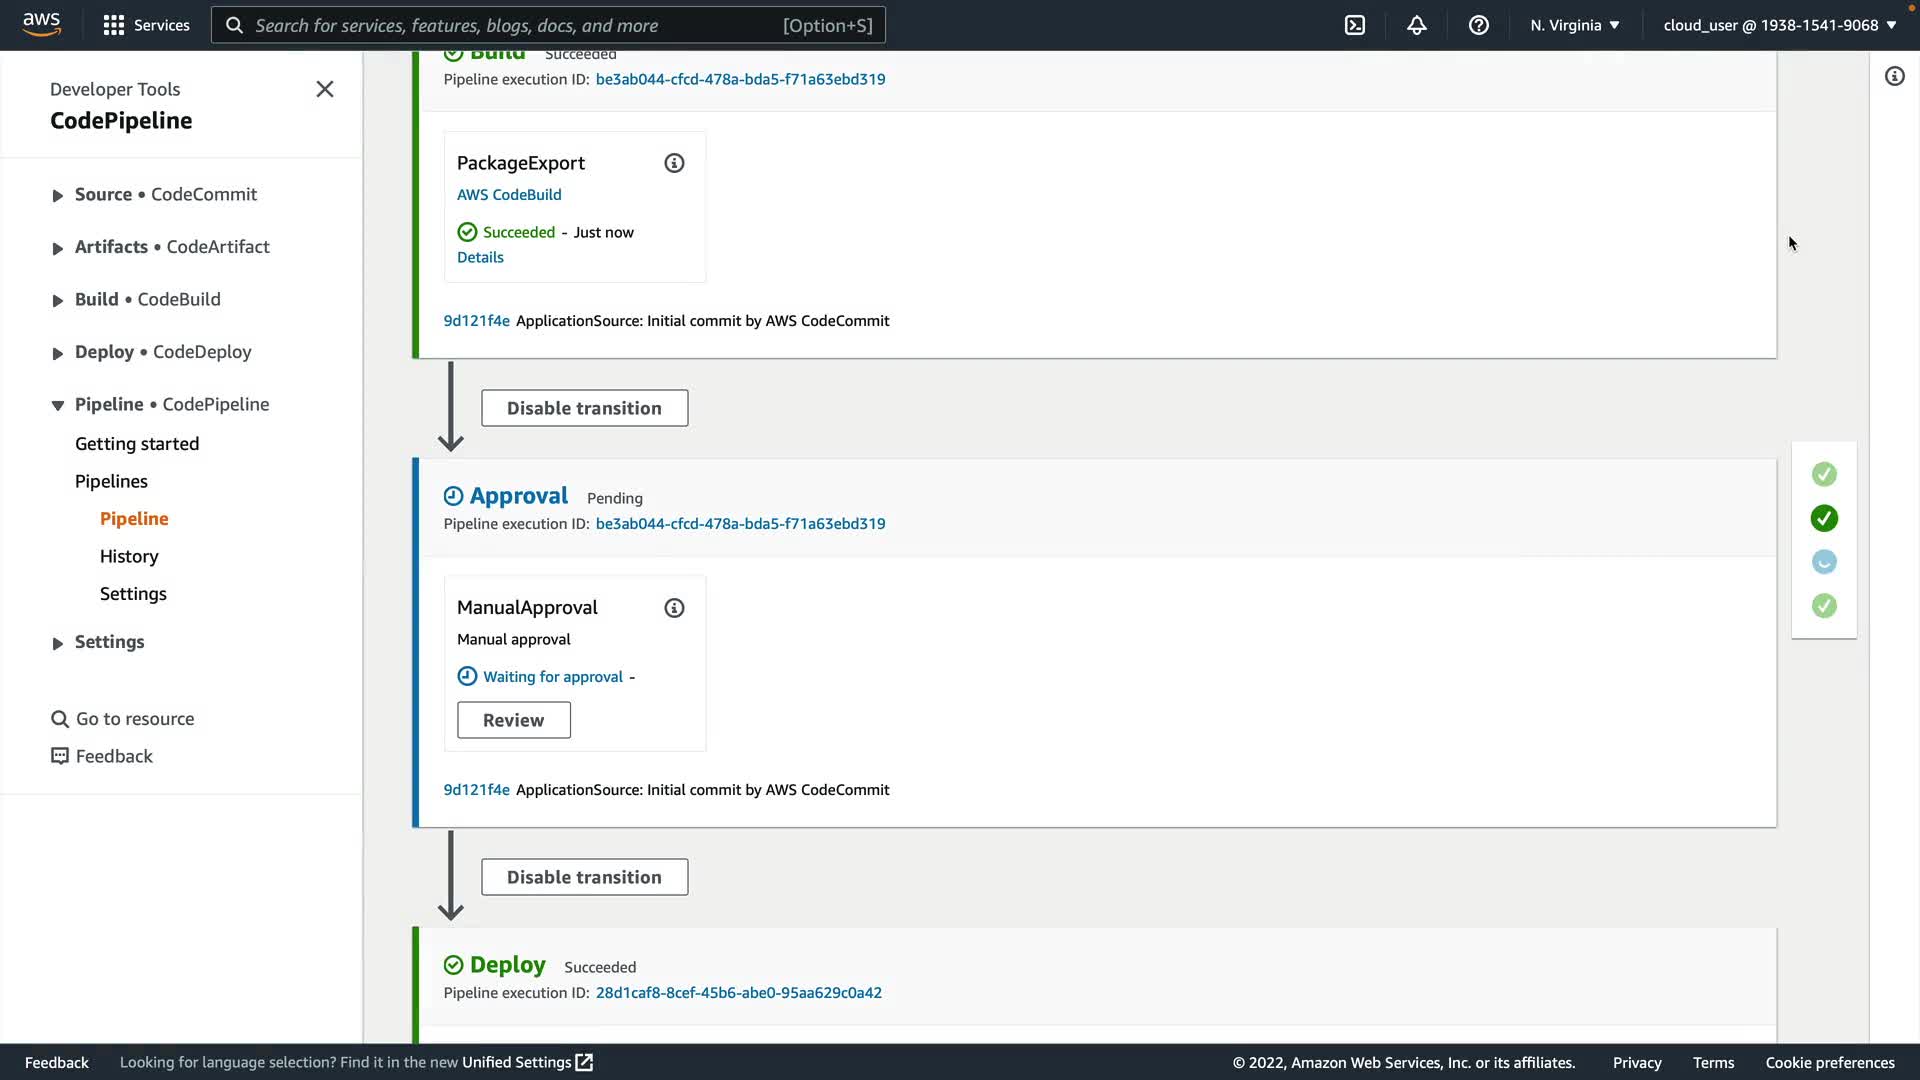 aws
Services
Search for services, features, blogs, docs, and more
[Option+S]
N. Virginia
cloud_user @ 1938-1541-9068
Developer Tools
CodePipeline
Source • CodeCommit
Artifacts • CodeArtifact
Build • CodeBuild
Deploy • CodeDeploy
Pipeline • CodePipeline
Getting started
Pipelines
Pipeline
History
Settings
Settings
Go to resource
Feedback
Build Succeeded
Pipeline execution ID: be3ab044-cfcd-478a-bda5-f71a63ebd319
PackageExport
AWS CodeBuild
Succeeded - Just now
Details
9d121f4e ApplicationSource: Initial commit by AWS CodeCommit
Disable transition
Approval Pending
Pipeline execution ID: be3ab044-cfcd-478a-bda5-f71a63ebd319
ManualApproval
Manual approval
Waiting for approval -
Review
9d121f4e ApplicationSource: Initial commit by AWS CodeCommit
Disable transition
Deploy Succeeded
Pipeline execution ID: 28d1caf8-8cef-45b6-abe0-95aa629c0a42
Feedback
Looking for language selection? Find it in the new Unified Settings
© 2022, Amazon Web Services, Inc. or its affiliates.
Privacy
Terms
Cookie preferences